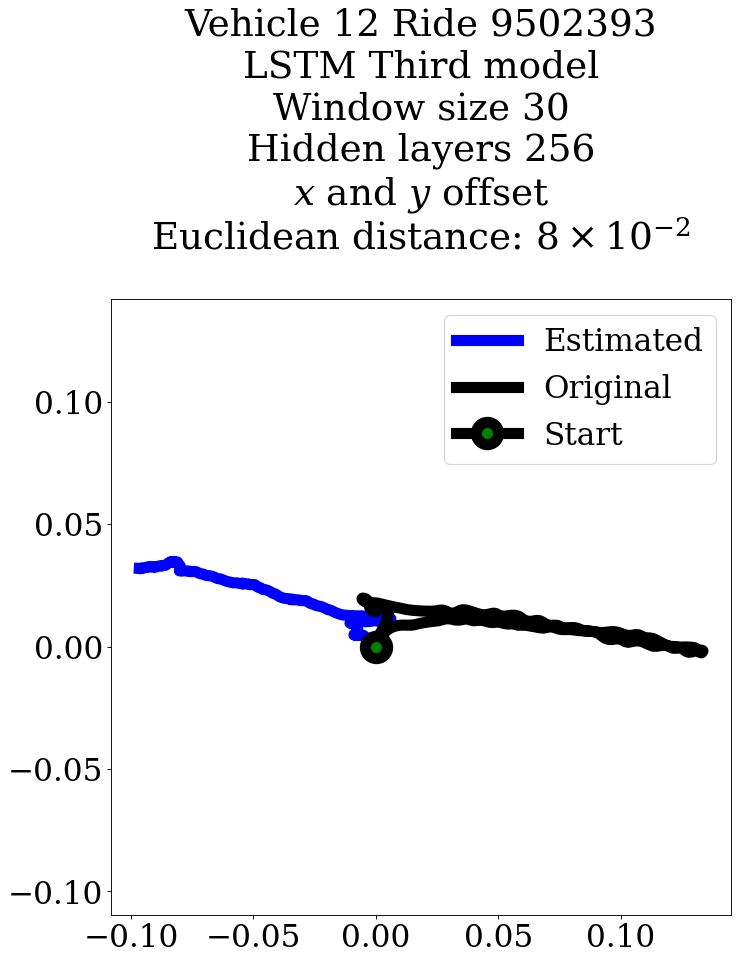 Vehicle 12 Ride 9502393
LSTM Third model
Window size 30
Hidden layers 256
x and y offset
Euclidean distance: 8 × 10⁻²
Estimated
Original
Start
0.10
0.05
0.00
−0.05
−0.10
−0.10 −0.05 0.00 0.05 0.10